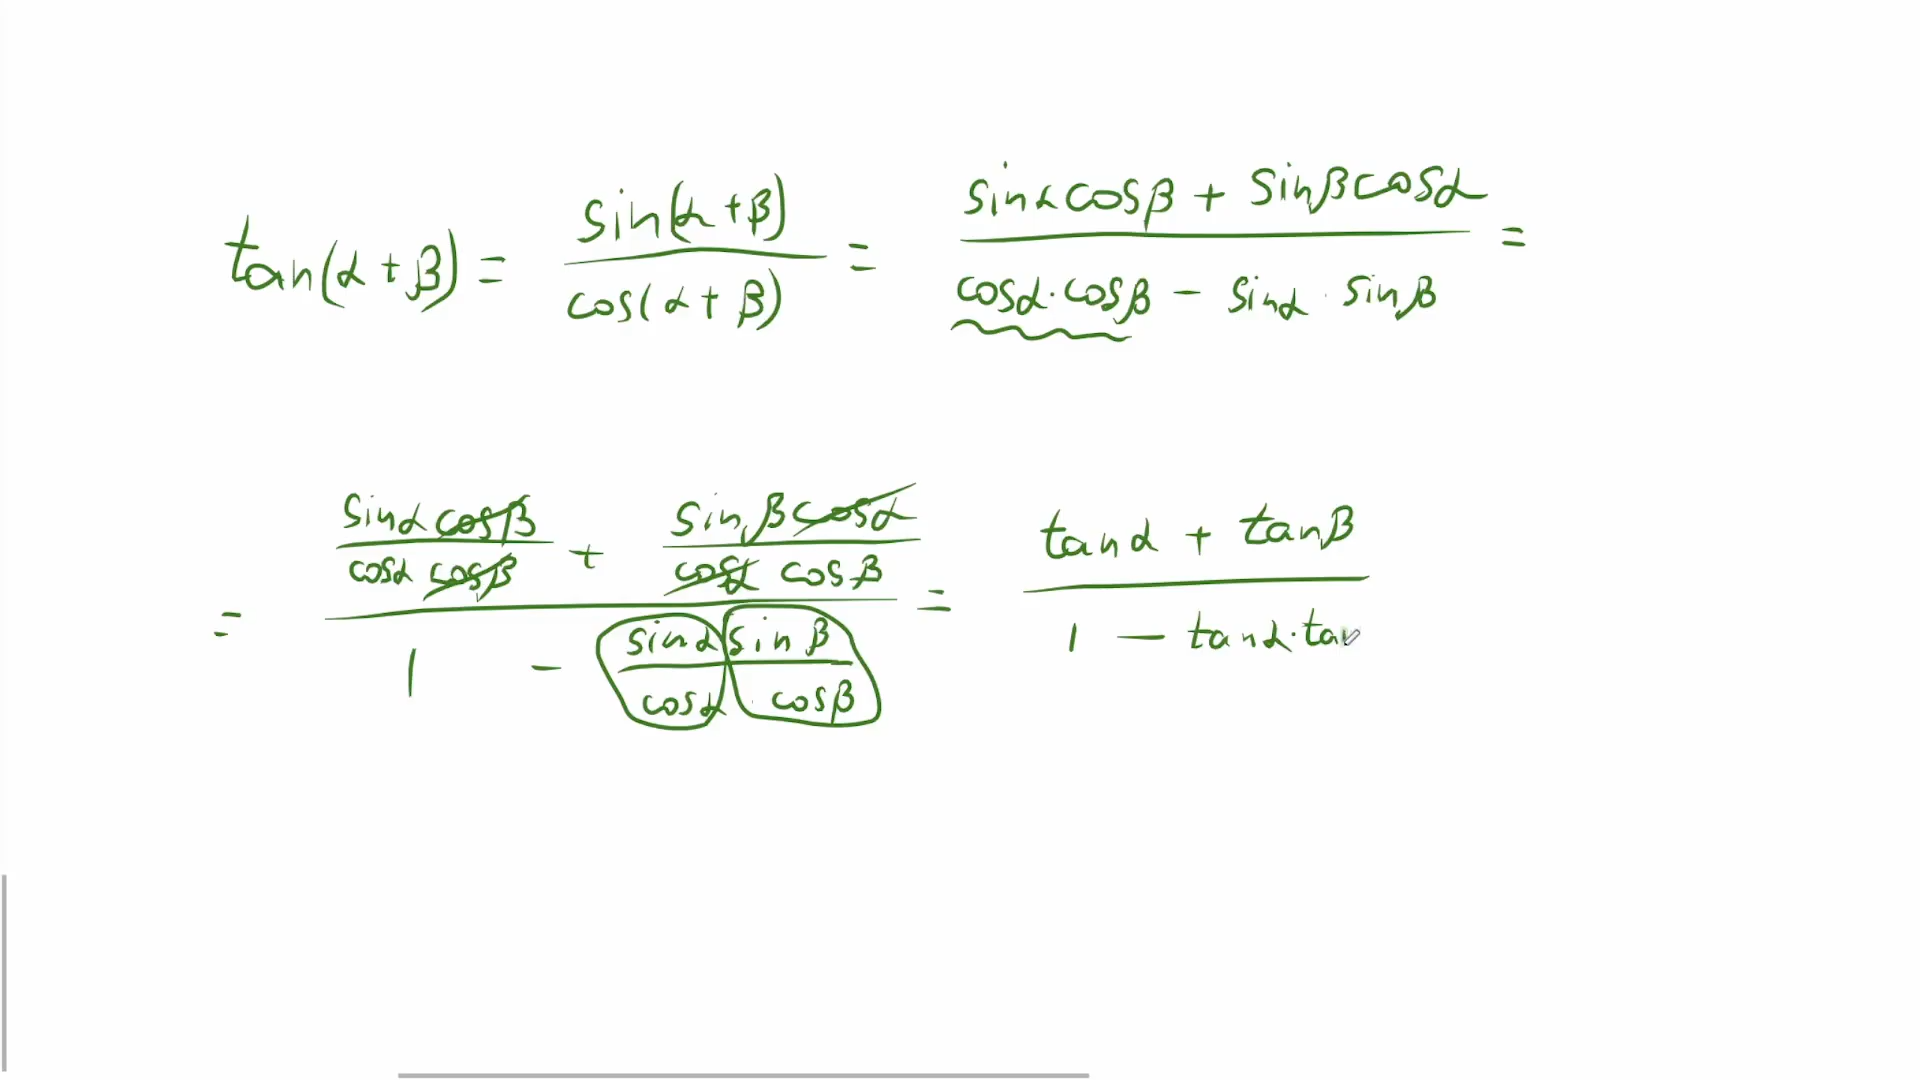 tan(α+β) = sin(α+β)/cos(α+β) = (sinα cosβ + sinβ cosα)/(cosα·cosβ − sinα·sinβ) =
= (sinα cosβ/cosα cosβ + sinβ cosα/cosα cosβ)/(1 − sinα sinβ/cosα·cosβ) = (tanα + tanβ)/(1 − tanα·tan